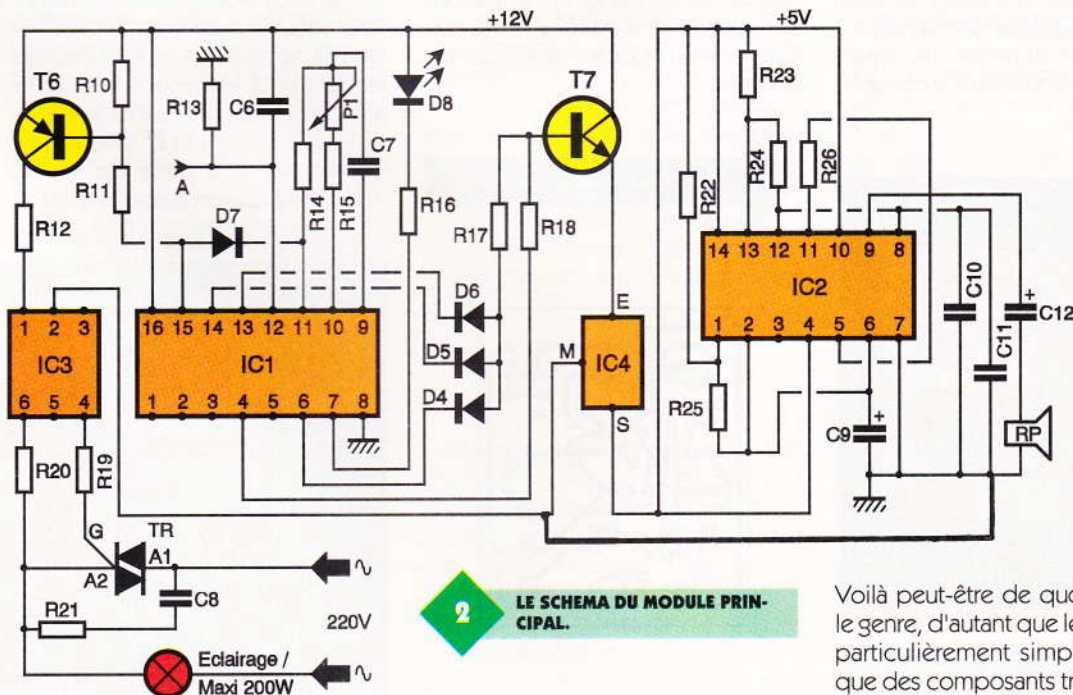 +12V
+5V
T6
R10
R13
C6
P1
D8
T7
R23
R11
A
C7
R24
R26
R12
D7
R14
R15
R16
R17
R18
R22
16 15 14 13 12 11 10 9
IC1
1 2 3 4 5 6 7 8
1 2 3
IC3
6 5 4
D6
D5
D4
E
M
IC4
S
14 13 12 11 10 9 8
IC2
1 2 3 4 5 6 7
R25
C9
+
C10
C11
+
C12
RP
R20
R19
G
TR
A1
A2
C8
R21
220V
Eclairage /
Maxi 200W
2
LE SCHEMA DU MODULE PRIN-
CIPAL.
Voilà peut-être de
le genre, d'autant que
particulièrement
que des composants